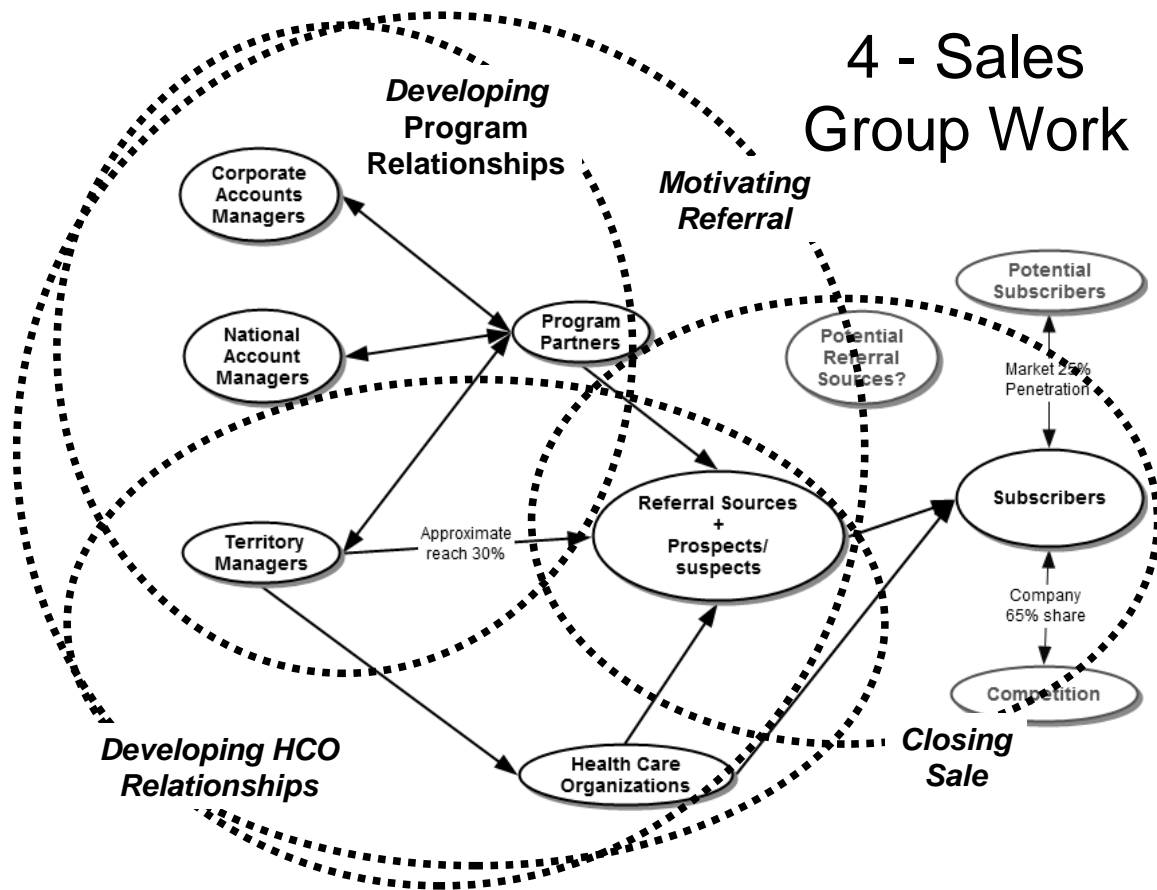 4 - Sales
Group Work
Developing
Program
Relationships
Motivating
Referral
Corporate
Accounts
Managers
National
Account
Managers
Program
Partners
Potential
Referral
Sources?
Potential
Subscribers
Market 25%
Penetration
Subscribers
Referral Sources
+
Prospects/
suspects
Territory
Managers
Approximate
reach 30%
Company
65% share
Competition
Closing
Sale
Developing HCO
Relationships
Health Care
Organizations